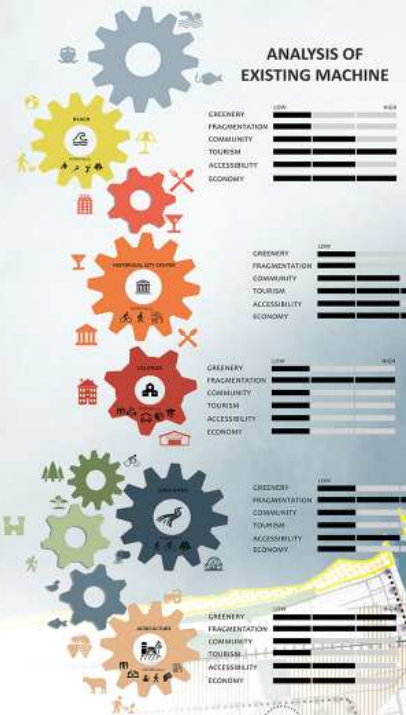 ANALYSIS OF
EXISTING MACHINE
BEACH
LOW HIGH
GREENERY
FRAGMENTATION
COMMUNITY
TOURISM
ACCESSIBILITY
ECONOMY
HISTORICAL CITY CENTER
LOW
GREENERY
FRAGMENTATION
COMMUNITY
TOURISM
ACCESSIBILITY
ECONOMY
LOW HIGH
GREENERY
FRAGMENTATION
COMMUNITY
TOURISM
ACCESSIBILITY
ECONOMY
LOW
GREENERY
FRAGMENTATION
COMMUNITY
TOURISM
ACCESSIBILITY
ECONOMY
AGRICULTURE
LOW HIGH
GREENERY
FRAGMENTATION
COMMUNITY
TOURISM
ACCESSIBILITY
ECONOMY